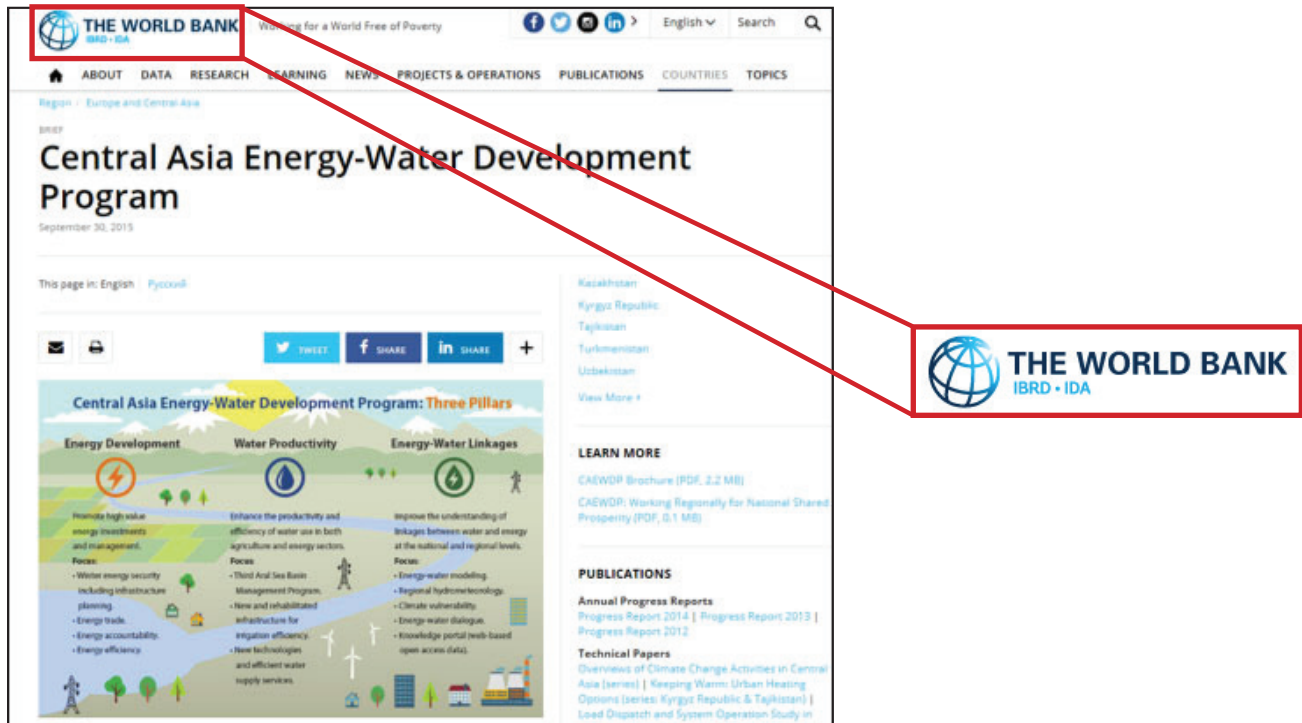 THE WORLD BANK
IBRD • IDA
Working for a World Free of Poverty
English
Search
ABOUT DATA RESEARCH LEARNING NEWS PROJECTS & OPERATIONS PUBLICATIONS COUNTRIES TOPICS
Region / Europe and Central Asia
BRIEF
Central Asia Energy-Water Development
Program
September 30, 2015
This page in: English Русский
TWEET
SHARE
SHARE
Central Asia Energy-Water Development Program: Three Pillars
Energy Development
Promote high value
energy investments
and management.
Focus:
• Winter energy security
including infrastructure
planning.
• Energy trade.
• Energy accountability.
• Energy efficiency.
Water Productivity
Enhance the productivity and
efficiency of water use in both
agriculture and energy sectors.
Focus:
• Third Aral Sea Basin
Management Program.
• New and rehabilitated
infrastructure for
irrigation efficiency.
• New technologies
and efficient water
supply services.
Energy-Water Linkages
Improve the understanding of
linkages between water and energy
at the national and regional levels.
Focus:
• Energy-water modeling.
• Regional hydrometeorology.
• Climate vulnerability.
• Energy-water dialogue.
• Knowledge portal (web-based
open access data).
Kazakhstan
Kyrgyz Republic
Tajikistan
Turkmenistan
Uzbekistan
View More +
LEARN MORE
CAEWDP Brochure (PDF, 2.2 MB)
CAEWDP: Working Regionally for National Shared
Prosperity (PDF, 0.1 MB)
PUBLICATIONS
Annual Progress Reports
Progress Report 2014 | Progress Report 2013 |
Progress Report 2012
Technical Papers
Overviews of Climate Change Activities in Central
Asia (series) | Keeping Warm: Urban Heating
Options (series: Kyrgyz Republic & Tajikistan) |
Load Dispatch and System Operation Study in
THE WORLD BANK
IBRD • IDA